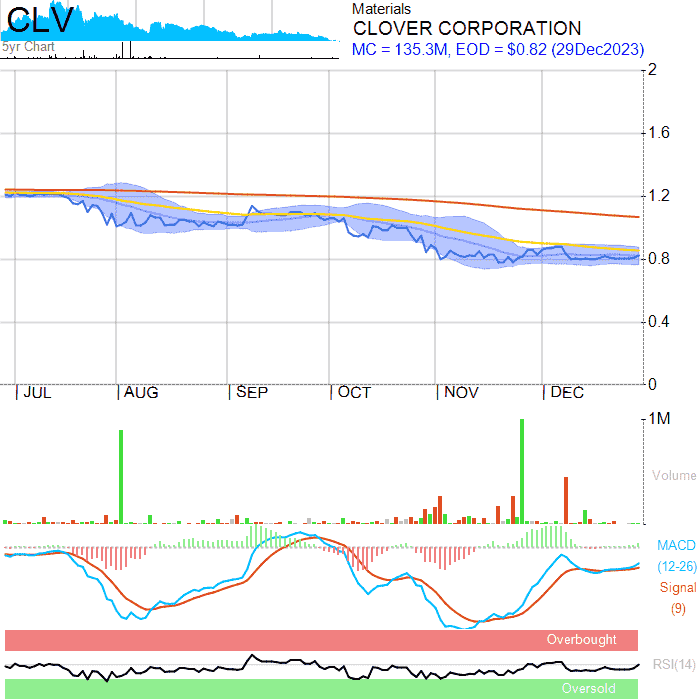 CLV
5yr Chart
Materials
CLOVER CORPORATION
MC = 135.3M, EOD = $0.82 (29Dec2023)
2
1.6
1.2
0.8
0.4
0
JUL AUG SEP OCT NOV DEC
1M
Volume
MACD
(12-26)
Signal
(9)
Overbought
RSI(14)
Oversold